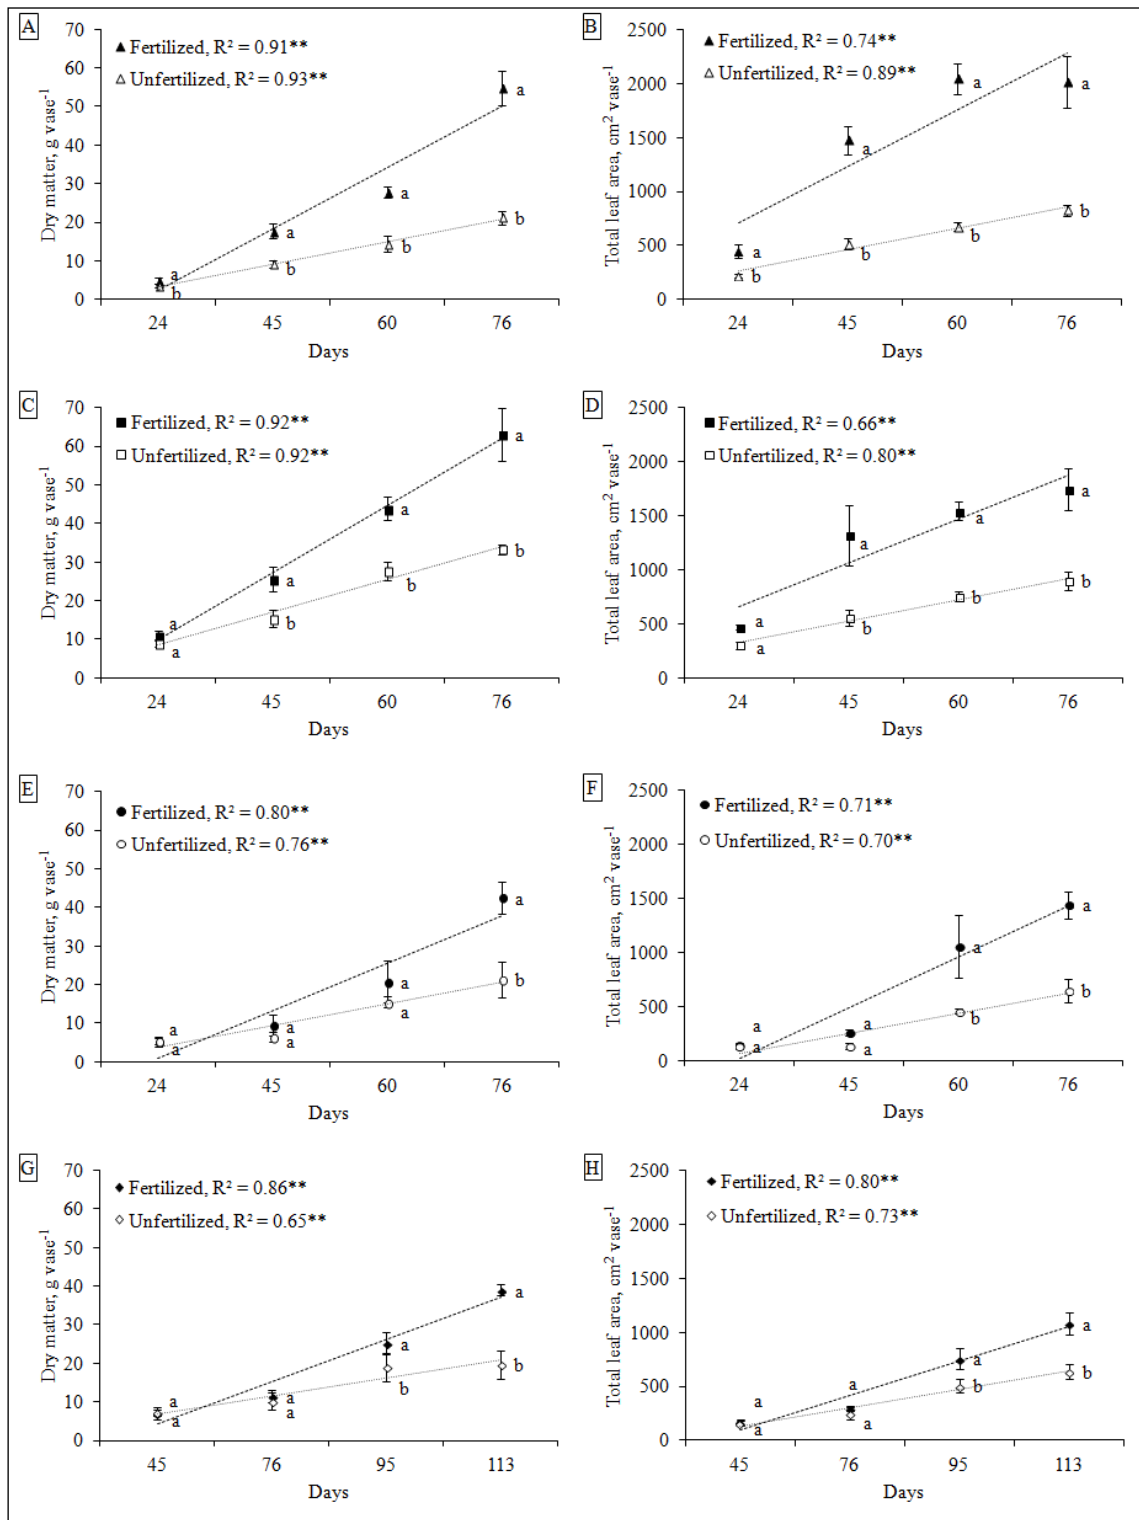 A
70
60
50
40
30
20
10
0
Dry matter, g vase-1
Fertilized, R² = 0.91**
Unfertilized, R² = 0.93**
a
b
a
b
a
b
a
b
24 45 60 76
Days
B
2500
2000
1500
1000
500
0
Total leaf area, cm² vase-1
Fertilized, R² = 0.74**
Unfertilized, R² = 0.89**
a
b
a
b
a
b
a
b
24 45 60 76
Days
C
70
60
50
40
30
20
10
0
Dry matter, g vase-1
Fertilized, R² = 0.92**
Unfertilized, R² = 0.92**
a
a
a
b
a
b
a
b
24 45 60 76
Days
D
2500
2000
1500
1000
500
0
Total leaf area, cm² vase-1
Fertilized, R² = 0.66**
Unfertilized, R² = 0.80**
a
a
a
b
a
b
a
b
24 45 60 76
Days
E
70
60
50
40
30
20
10
0
Dry matter, g vase-1
Fertilized, R² = 0.80**
Unfertilized, R² = 0.76**
a
a
a
a
a
a
a
b
24 45 60 76
Days
F
2500
2000
1500
1000
500
0
Total leaf area, cm² vase-1
Fertilized, R² = 0.71**
Unfertilized, R² = 0.70**
a
a
a
a
a
b
a
b
24 45 60 76
Days
G
70
60
50
40
30
20
10
0
Dry matter, g vase-1
Fertilized, R² = 0.86**
Unfertilized, R² = 0.65**
a
a
a
a
a
b
a
b
45 76 95 113
Days
H
2500
2000
1500
1000
500
0
Total leaf area, cm² vase-1
Fertilized, R² = 0.80**
Unfertilized, R² = 0.73**
a
a
a
a
a
b
a
b
45 76 95 113
Days